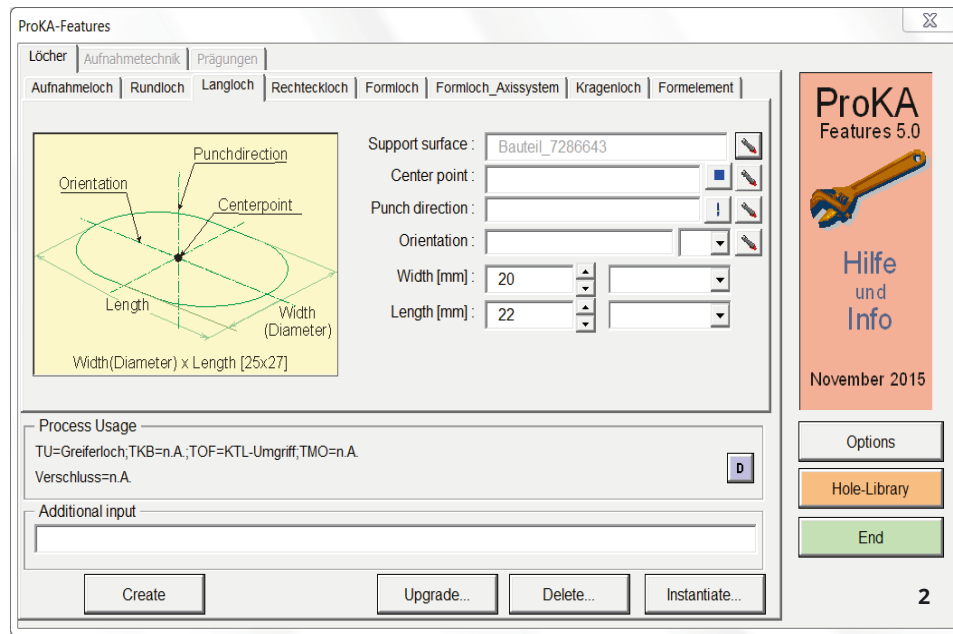 ProKA-Features
X
Löcher Aufnahmetechnik Prägungen
Aufnahmeloch Rundloch Langloch Rechteckloch Formloch Formloch_Axissystem Kragenloch Formelement
Punchdirection
Orientation
Centerpoint
Length
Width
(Diameter)
Width(Diameter) x Length [25x27]
Support surface : Bauteil_7286643
Center point :
Punch direction :
Orientation :
Width [mm] : 20
Length [mm] : 22
ProKA
Features 5.0
Hilfe
und
Info
November 2015
Process Usage
TU=Greiferloch;TKB=n.A.;TOF=KTL-Umgriff;TMO=n.A.
Verschluss=n.A.
D
Additional input
Options
Hole-Library
End
Create Upgrade... Delete... Instantiate...
2